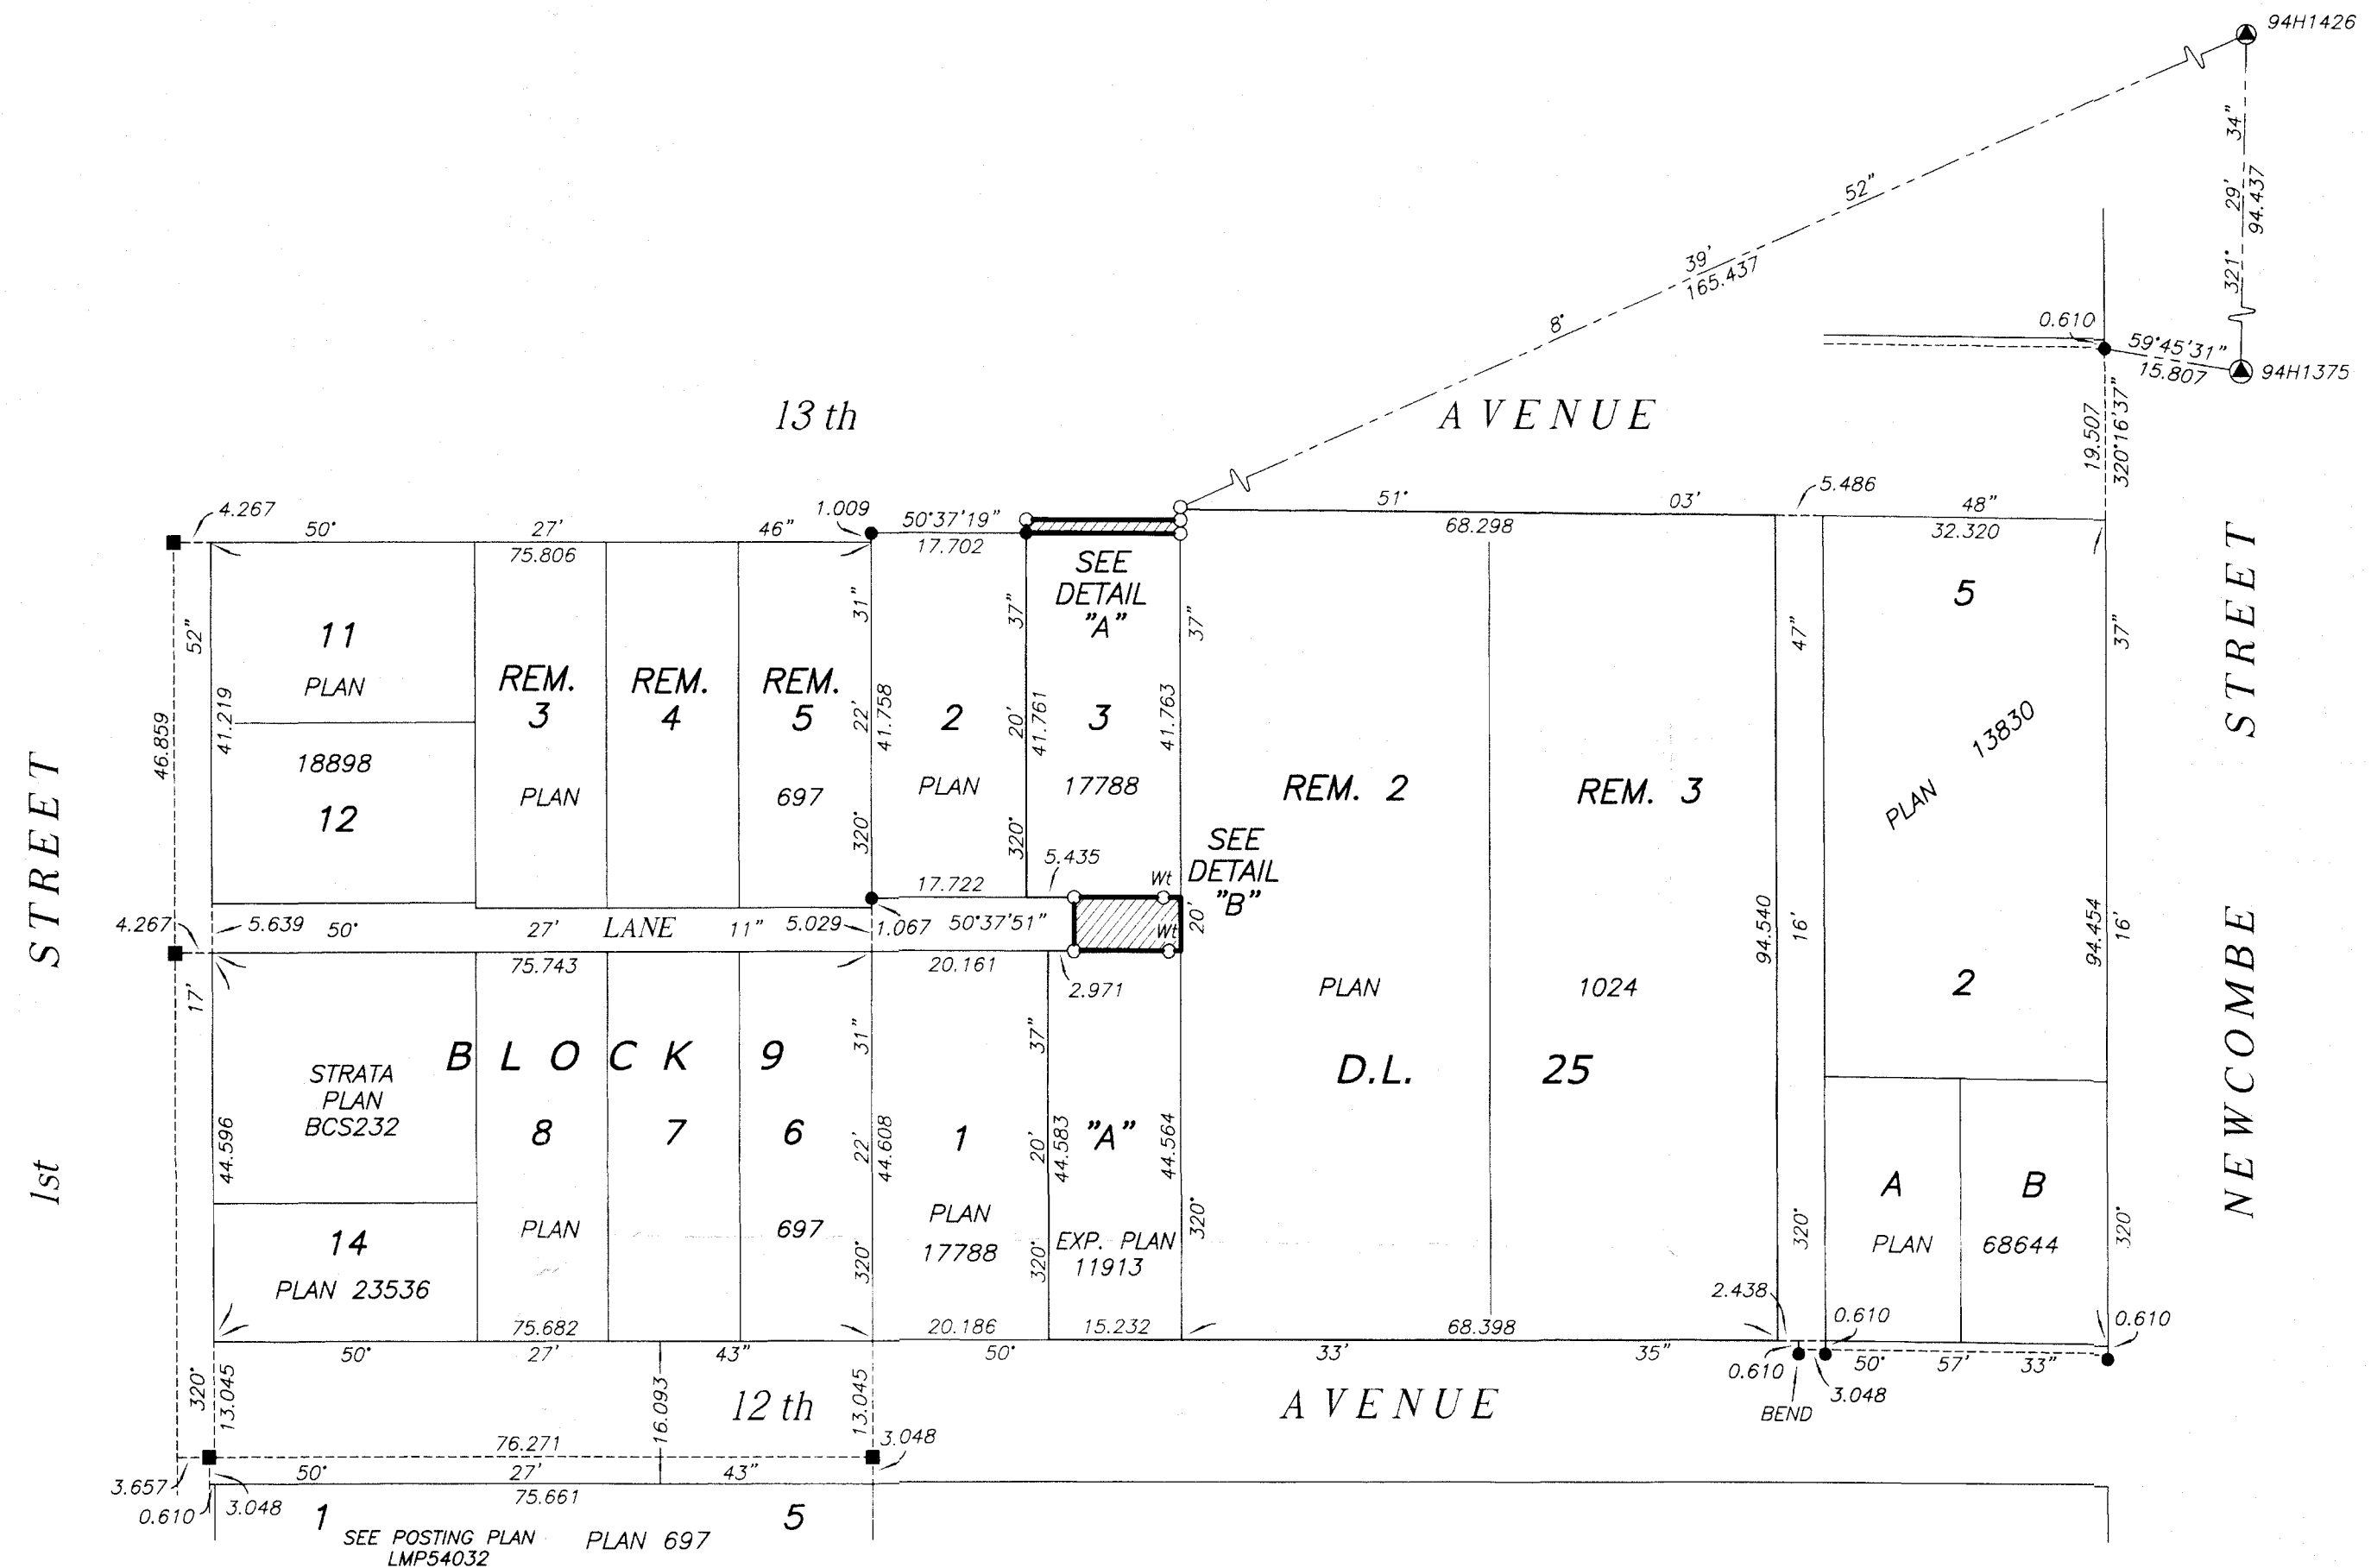 94H1426
34"
29'
94.437
321°
52"
39'
165.437
8°
0.610
59°45'31"
15.807
94H1375
19.507
320°16'37"
13 th
AVENUE
4.267
50°
27'
46"
75.806
1.009
50°37'19"
17.702
51°
03'
68.298
5.486
48"
32.320
52"
46.859
41.219
11
PLAN
18898
12
REM.
3
PLAN
REM.
4
REM.
5
697
31"
22'
41.758
320°
2
PLAN
37"
20'
41.761
320°
SEE
DETAIL
"A"
3
17788
41.763
37"
SEE
DETAIL
"B"
20'
REM. 2
REM. 3
PLAN
1024
D.L.
25
94.540
47"
16'
320°
5
PLAN
13830
2
94.454
37"
16'
320°
STREET
NEWCOMBE
1st
STREET
17.722
5.435
Wt
Wt
4.267
5.639
50°
27'
LANE
11"
5.029
1.067
50°37'51"
75.743
20.161
2.971
17'
44.596
STRATA
PLAN
BCS232
BLOCK 9
8
7
6
PLAN
697
31"
22'
44.608
320°
1
PLAN
17788
37"
20'
44.583
320°
"A"
EXP. PLAN
11913
44.564
320°
14
PLAN 23536
A
B
PLAN
68644
75.682
50°
27'
43"
20.186
15.232
50°
68.398
33'
35"
2.438
0.610
0.610
3.048
BEND
50°
57'
33"
0.610
320°
13.045
16.093
12 th
13.045
AVENUE
76.271
3.048
50°
27'
43"
75.661
3.657
0.610
3.048
1
5
SEE POSTING PLAN
LMP54032
PLAN 697